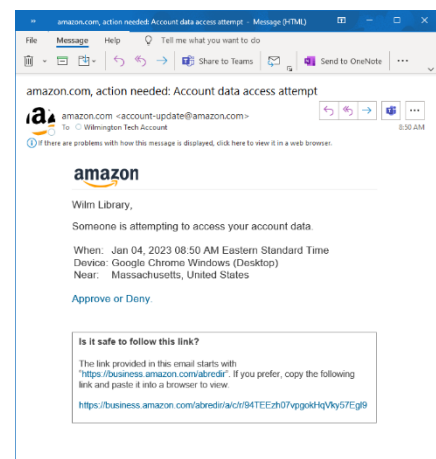 amazon.com, action needed: Account data access attempt - Message (HTML)
File Message Help Tell me what you want to do
Share to Teams Send to OneNote
amazon.com, action needed: Account data access attempt
amazon.com <account-update@amazon.com>
To Wilmington Tech Account
8:50 AM
If there are problems with how this message is displayed, click here to view it in a web browser.
amazon
Wilm Library,
Someone is attempting to access your account data.
When: Jan 04, 2023 08:50 AM Eastern Standard Time
Device: Google Chrome Windows (Desktop)
Near: Massachusetts, United States
Approve or Deny.
Is it safe to follow this link?
The link provided in this email starts with
"https://business.amazon.com/abredir". If you prefer, copy the following
link and paste it into a browser to view.
https://business.amazon.com/abredir/a/c/r/94TEEzh07vpgokHqVky57EgI9